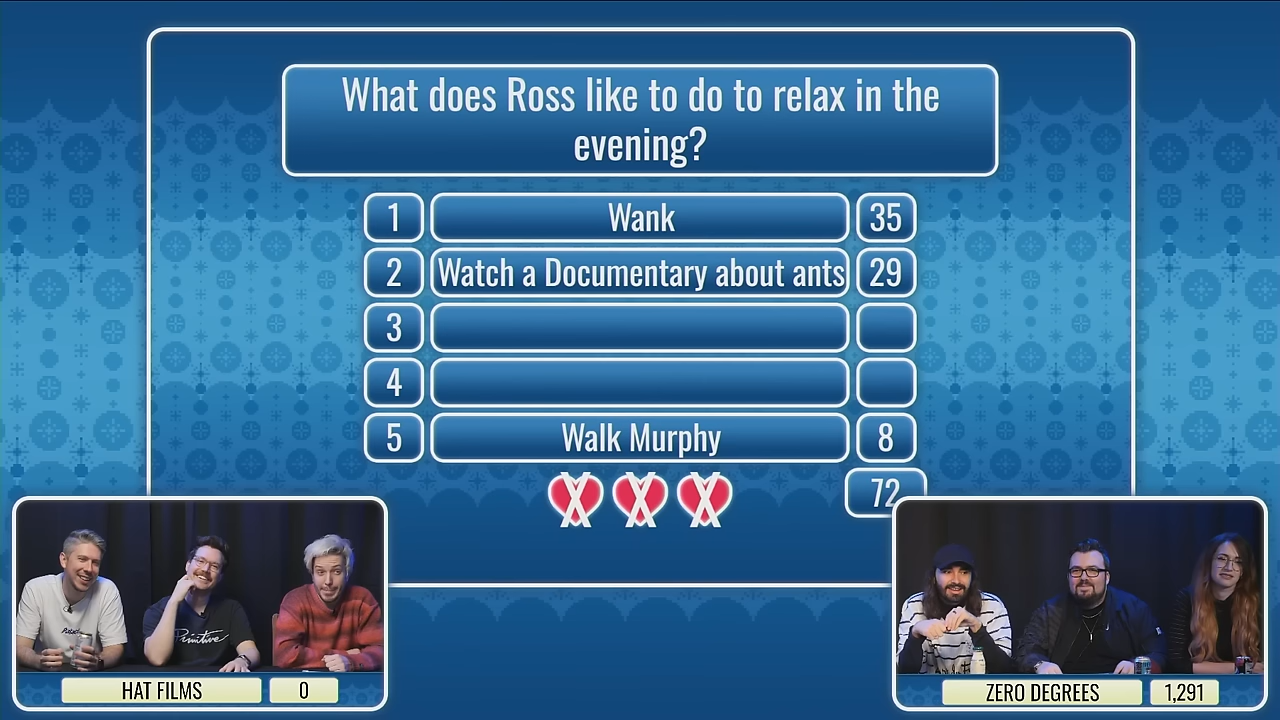 What does Ross like to do to relax in the
evening?
1 Wank 35
2 Watch a Documentary about ants 29
3
4
5 Walk Murphy 8
X X X
72
Primitive
HAT FILMS 0
ZERO DEGREES 1,291